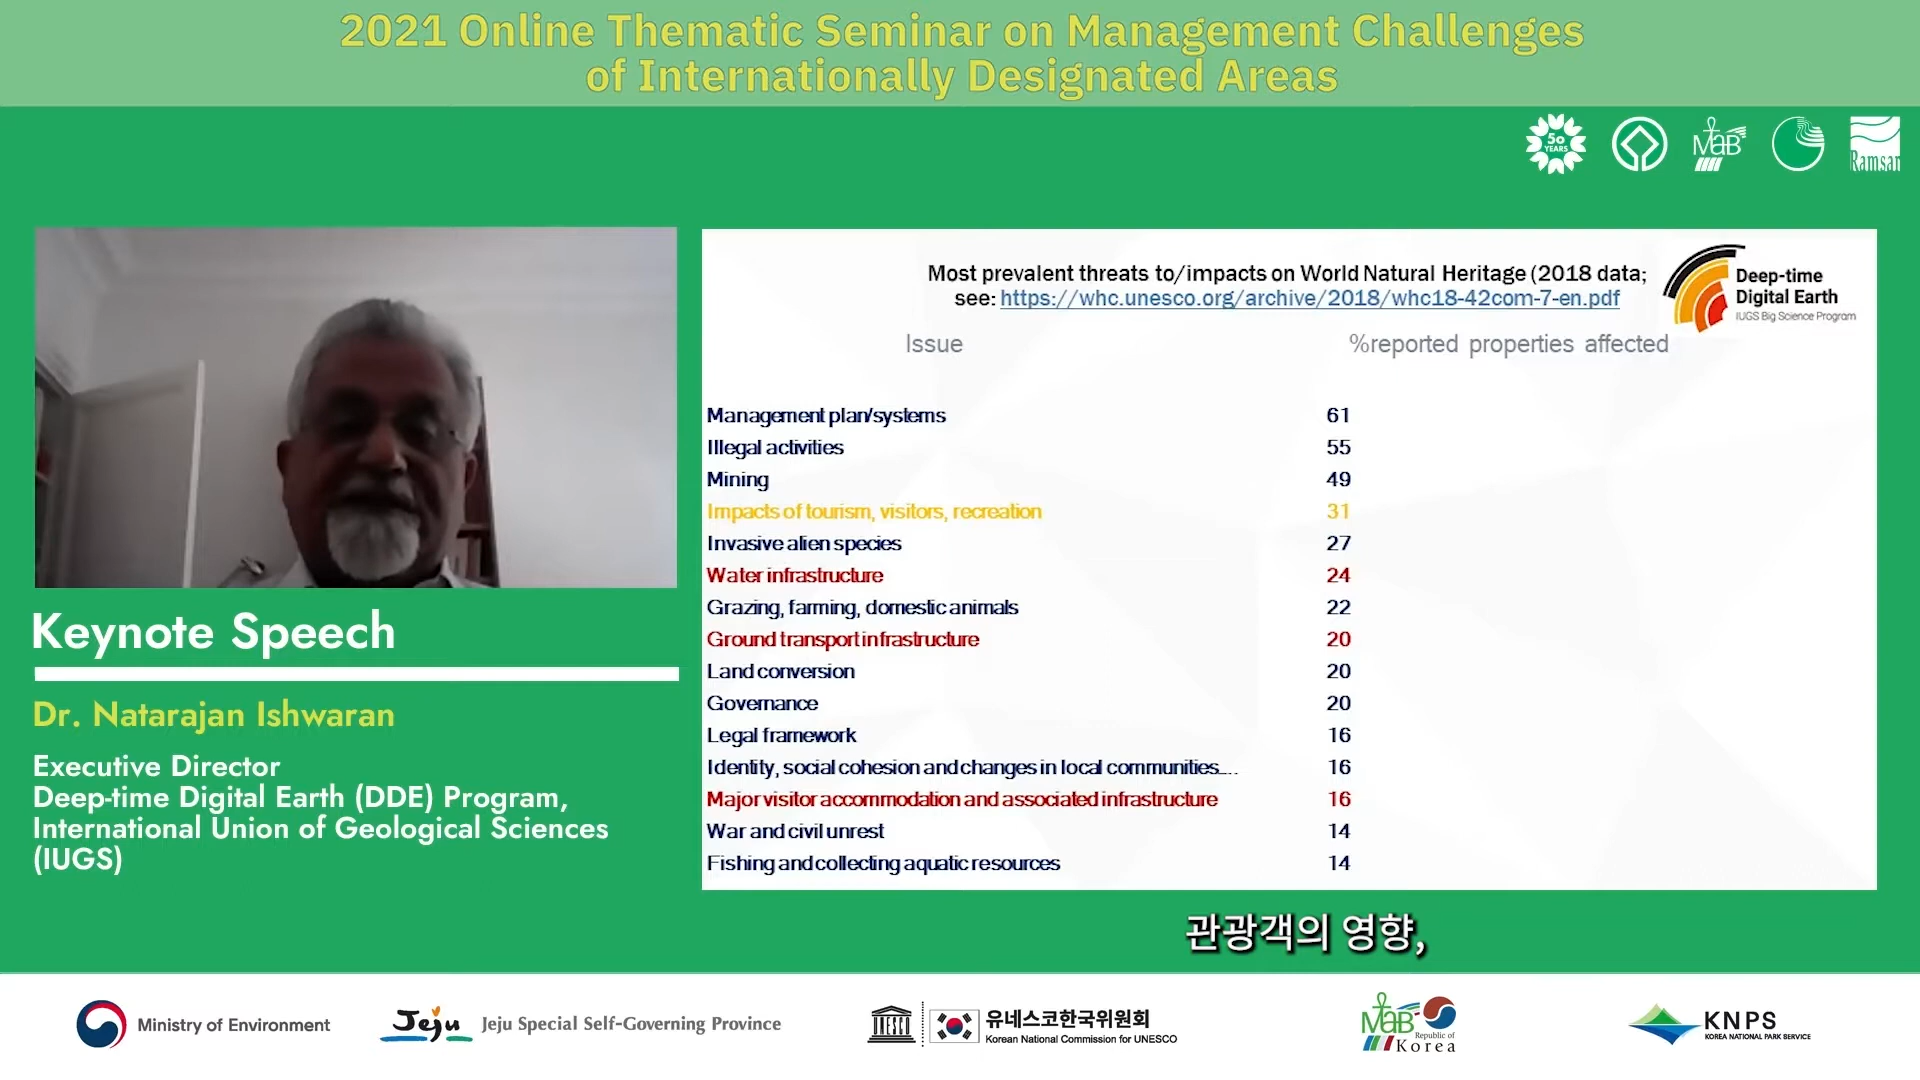 2021 Online Thematic Seminar on Management Challenges
of Internationally Designated Areas
50
YEARS
MaB
Ramsar
Most prevalent threats to/impacts on World Natural Heritage (2018 data;
see: https://whc.unesco.org/archive/2018/whc18-42com-7-en.pdf
Deep-time
Digital Earth
IUGS Big Science Program
Issue %reported properties affected
Management plan/systems 61
Illegal activities 55
Mining 49
Impacts of tourism, visitors, recreation 31
Invasive alien species 27
Water infrastructure 24
Grazing, farming, domestic animals 22
Ground transport infrastructure 20
Land conversion 20
Governance 20
Legal framework 16
Identity, social cohesion and changes in local communities....
16
Major visitor accommodation and associated infrastructure 16
War and civil unrest 14
Fishing and collecting aquatic resources 14
Keynote Speech
Dr. Natarajan Ishwaran
Executive Director
Deep-time Digital Earth (DDE) Program,
International Union of Geological Sciences
(IUGS)
관광객의 영향,
Ministry of Environment
Jeju Jeju Special Self-Governing Province
UNESCO
유네스코한국위원회
Korean National Commission for UNESCO
MaB
Republic of
Korea
KNPS
KOREA NATIONAL PARK SERVICE